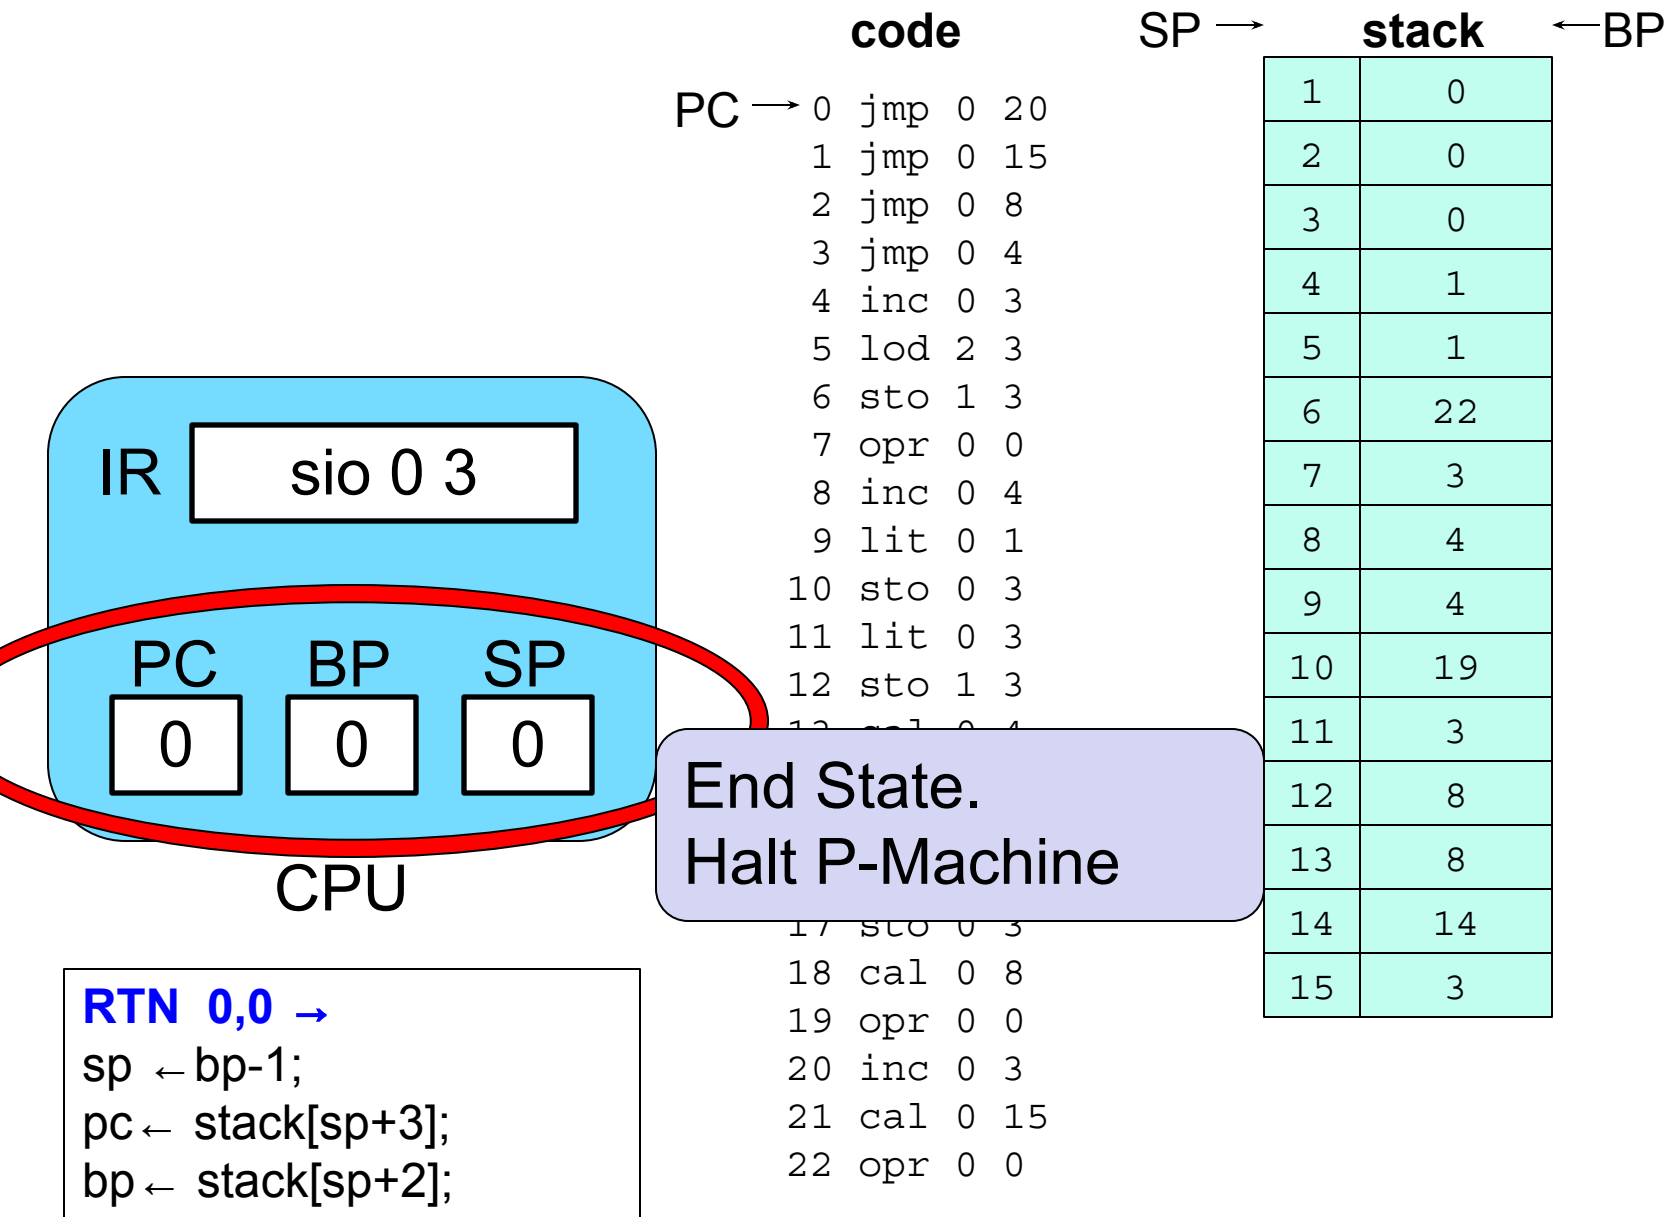 code
SP → stack ← BP
PC → 0 jmp 0 20
1 jmp 0 15
2 jmp 0 8
3 jmp 0 4
4 inc 0 3
5 lod 2 3
6 sto 1 3
7 opr 0 0
8 inc 0 4
9 lit 0 1
10 sto 0 3
11 lit 0 3
12 sto 1 3
17 sto 0 3
18 cal 0 8
19 opr 0 0
20 inc 0 3
21 cal 0 15
22 opr 0 0
1 0
2 0
3 0
4 1
5 1
6 22
7 3
8 4
9 4
10 19
11 3
12 8
13 8
14 14
15 3
IR sio 0 3
PC BP SP
0 0 0
CPU
End State.
Halt P-Machine
RTN 0,0 →
sp ← bp-1;
pc ← stack[sp+3];
bp ← stack[sp+2];